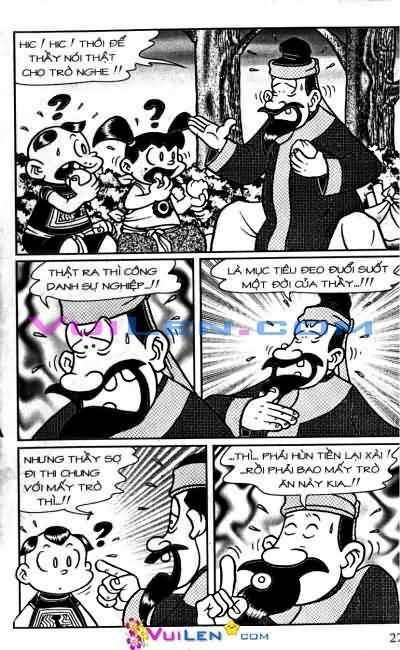 HIC ! HIC ! THÔI ĐỂ
THẦY NÓI THẬT
CHO TRÒ NGHE !!
?
?
THẬT RA THÌ CÔNG
DANH SỰ NGHIỆP...!!
LÀ MỤC TIÊU ĐEO ĐUỔI SUỐT
MỘT ĐỜI CỦA THẦY...!!!
VUILEN.COM
NHƯNG THẦY SỢ
ĐI THI CHUNG
VỚI MẤY TRÒ
THÌ...!!
?
...THÌ... PHẢI HÙN TIỀN LẠI XÀI !
...RỒI PHẢI BAO MẤY TRÒ
ĂN NÀY KIA...!!
27
VUILEN.COM